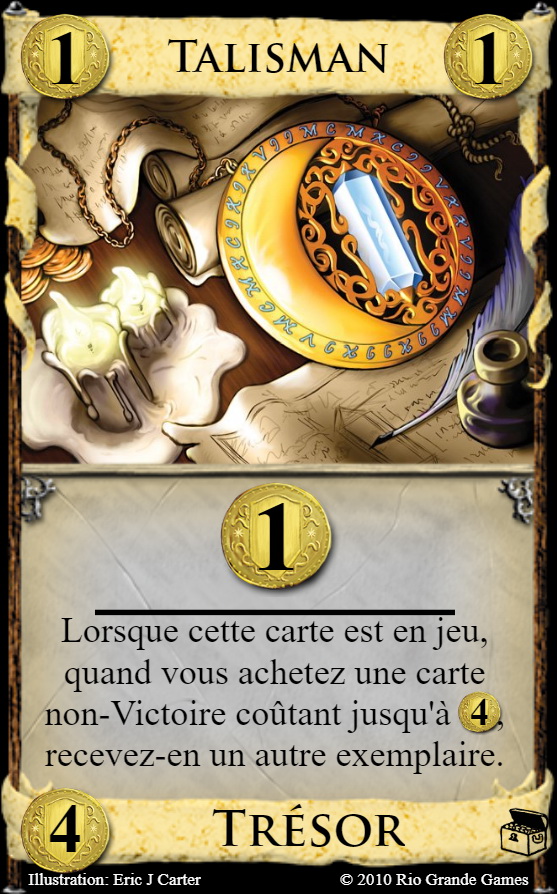 1 TALISMAN 1
1
Lorsque cette carte est en jeu,
quand vous achetez une carte
non-Victoire coûtant jusqu'à 4,
recevez-en un autre exemplaire.
4 TRÉSOR
Illustration: Eric J Carter © 2010 Rio Grande Games